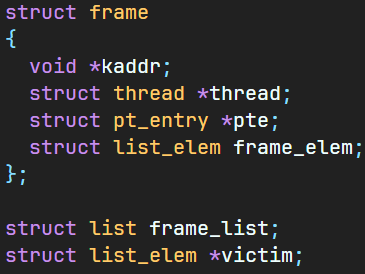 struct frame
{
  void *kaddr;
  struct thread *thread;
  struct pt_entry *pte;
  struct list_elem frame_elem;
};

struct list frame_list;
struct list_elem *victim;